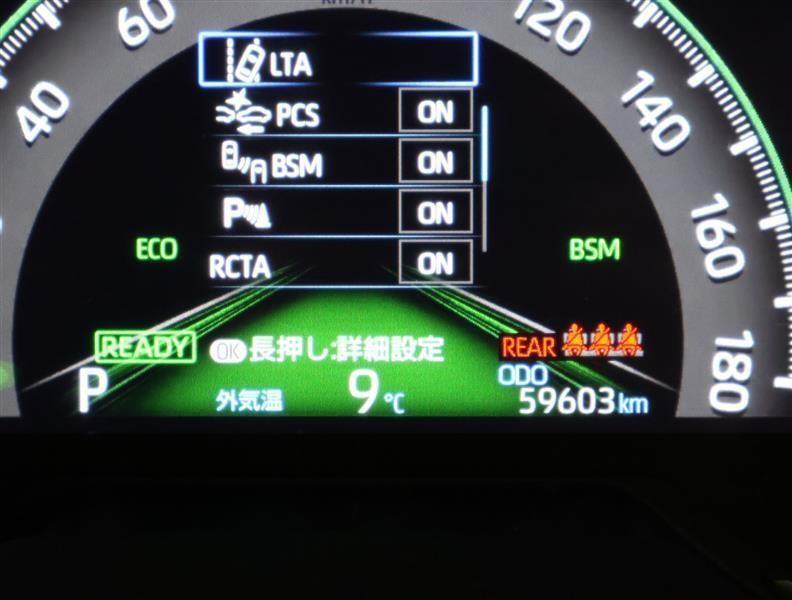 km/h
60
120
LTA
40
140
PCS ON
BSM ON
P ON
160
ECO
BSM
RCTA ON
READY
OK 長押し:詳細設定
REAR
180
P
外気温 9℃
ODO
59603km